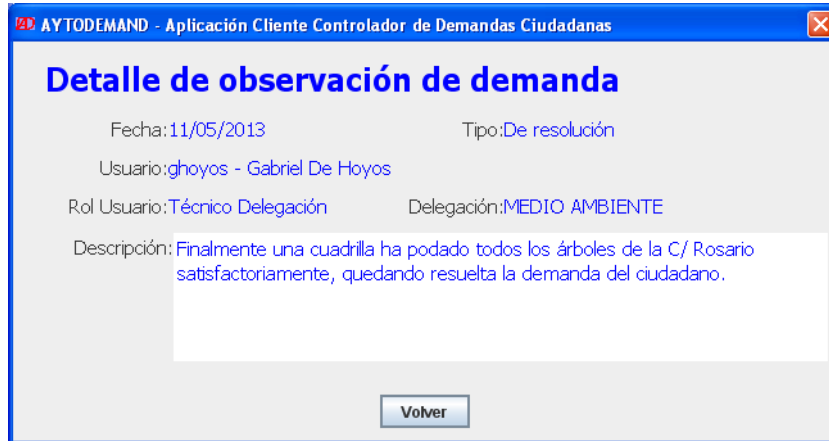 AYTODEMAND - Aplicación Cliente Controlador de Demandas Ciudadanas
Detalle de observación de demanda
Fecha:11/05/2013 Tipo:De resolución
Usuario:ghoyos - Gabriel De Hoyos
Rol Usuario:Técnico Delegación Delegación:MEDIO AMBIENTE
Descripción: Finalmente una cuadrilla ha podado todos los árboles de la C/ Rosario
satisfactoriamente, quedando resuelta la demanda del ciudadano.
Volver